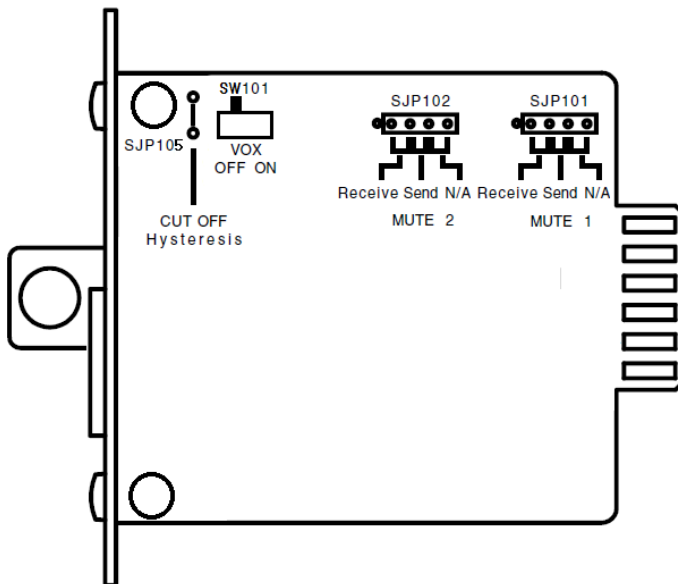 SW101
SJP102
SJP101
SJP105
VOX
OFF ON
Receive Send N/A
Receive Send N/A
MUTE 2
MUTE 1
CUT OFF
Hysteresis